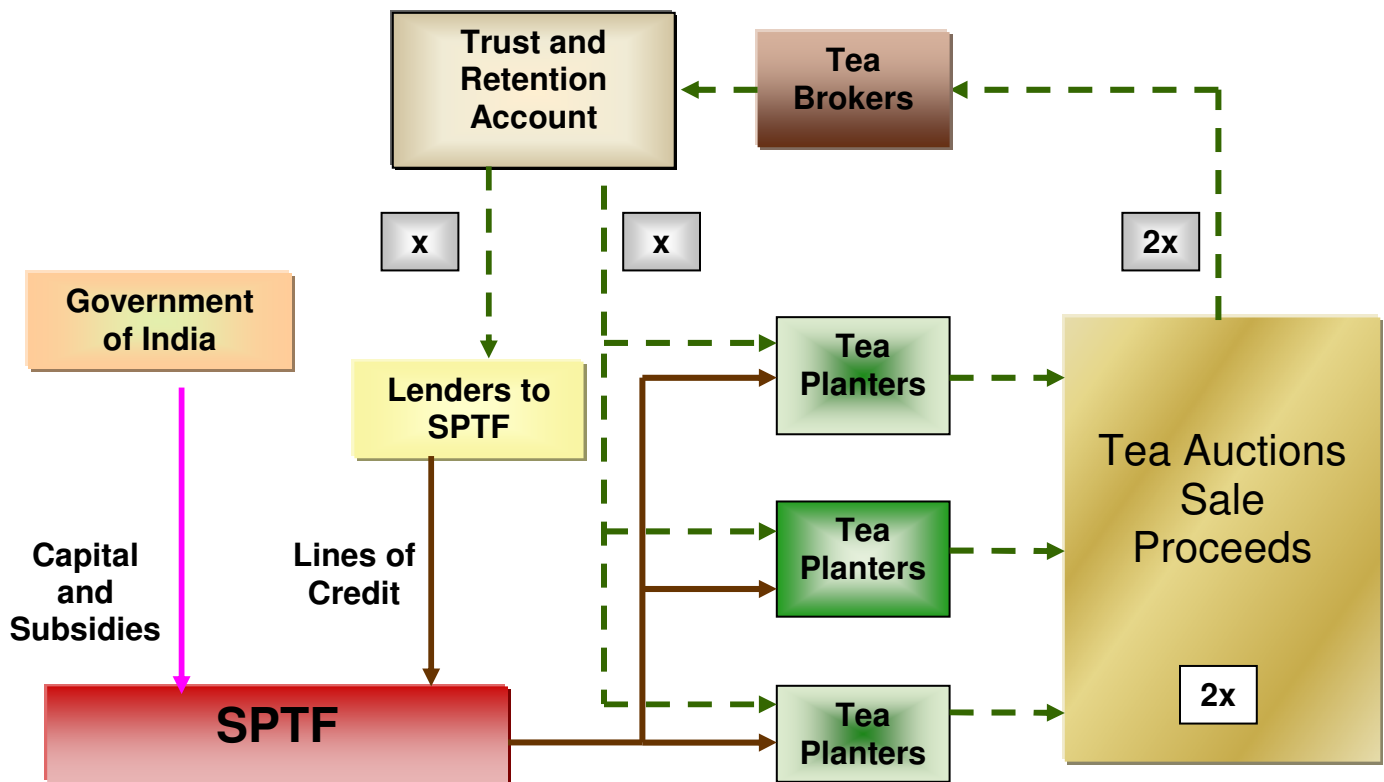 Trust and
Retention
Account
Tea
Brokers
x
x
2x
Government
of India
Lenders to
SPTF
Tea
Planters
Tea
Planters
Tea
Planters
Tea Auctions
Sale
Proceeds
2x
Capital
and
Subsidies
Lines of
Credit
SPTF